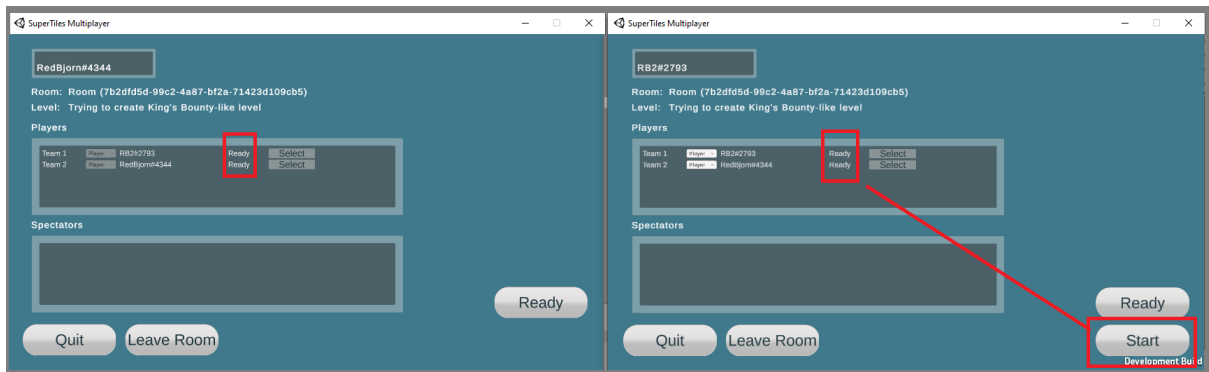 SuperTiles Multiplayer
RedBjorn#4344
Room: Room (7b2dfd5d-99c2-4a87-bf2a-71423d109cb5)
Level: Trying to create King's Bounty-like level
Players
Team 1 Player RB2#2793 Ready Select
Team 2 Player RedBjorn#4344 Ready Select
Spectators
Ready
Quit Leave Room
SuperTiles Multiplayer
RB2#2793
Room: Room (7b2dfd5d-99c2-4a87-bf2a-71423d109cb5)
Level: Trying to create King's Bounty-like level
Players
Team 1 Player RB2#2793 Ready Select
Team 2 Player RedBjorn#4344 Ready Select
Spectators
Ready
Quit Leave Room Start
Development Build